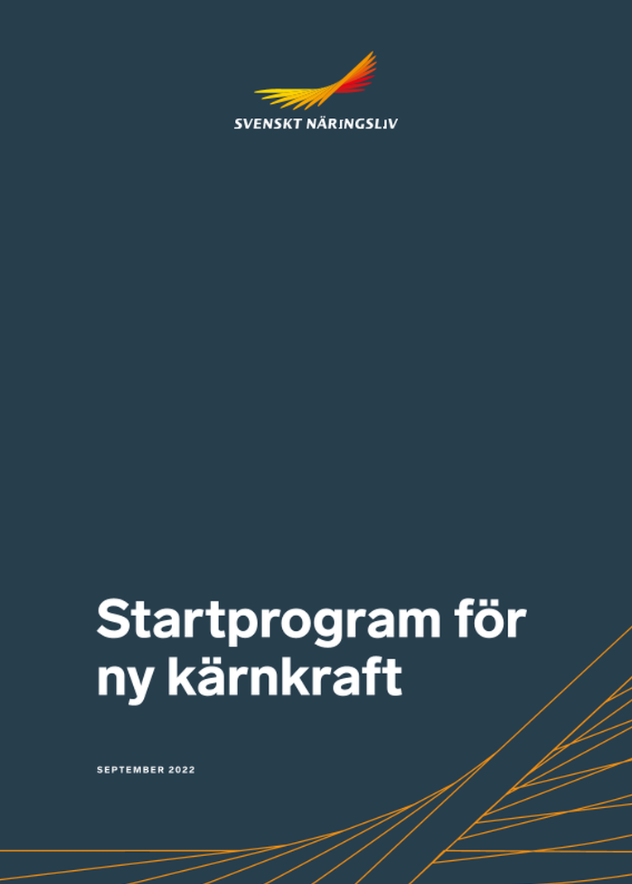 SVENSKT NÄRINGSLIV
Startprogram för
ny kärnkraft
SEPTEMBER 2022